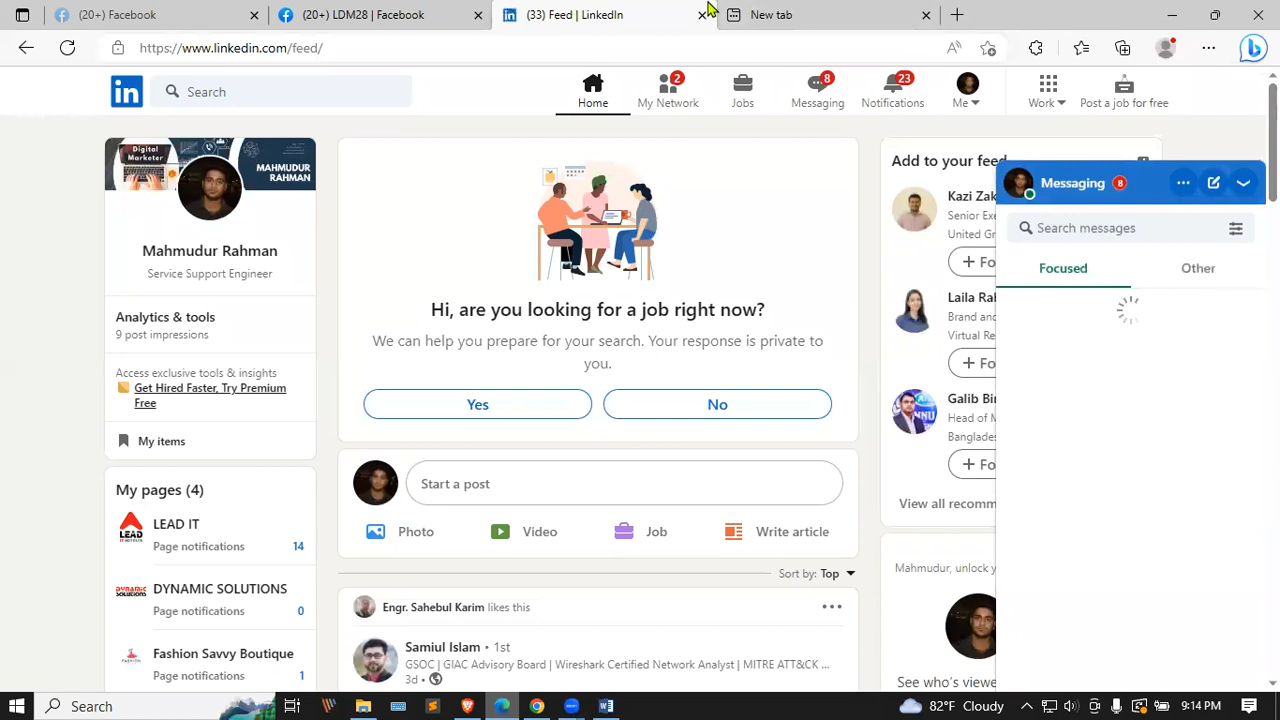 (20+) Facebook
(20+) LDM28 | Facebook
(33) Feed | LinkedIn
New tab
https://www.linkedin.com/feed/
in
Search
2
8
23
Home
My Network
Jobs
Messaging
Notifications
Me
Work
Post a job for free
Digital
Marketer
MAHMUDUR
RAHMAN
Mahmudur Rahman
Service Support Engineer
Analytics & tools
9 post impressions
Access exclusive tools & insights
Get Hired Faster, Try Premium
Free
My items
My pages (4)
LEAD IT
Page notifications 14
DYNAMIC SOLUTIONS
Page notifications 0
Fashion Savvy Boutique
Page notifications 1
Hi, are you looking for a job right now?
We can help you prepare for your search. Your response is private to
you.
Yes
No
Start a post
Photo
Video
Job
Write article
Sort by: Top
Engr. Sahebul Karim likes this
Samiul Islam • 1st
GSOC | GIAC Advisory Board | Wireshark Certified Network Analyst | MITRE ATT&CK ...
3d •
Add to your feed
Kazi Zak
Senior Exe
United Gr
+ Fo
Laila Rah
Brand and
Virtual Re
+ Fo
Galib Bin
Head of M
Banglades
+ Fo
View all recomm
Mahmudur, unlock y
See who's viewe
Messaging 8
Search messages
Focused
Other
Search
82°F Cloudy
9:14 PM